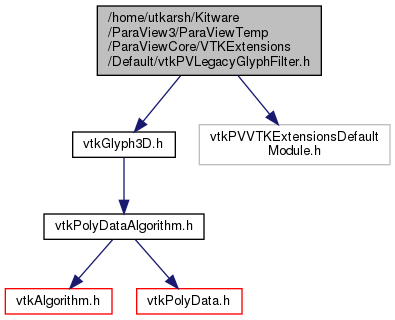 /home/utkarsh/Kitware
/ParaView3/ParaViewTemp
/ParaViewCore/VTKExtensions
/Default/vtkPVLegacyGlyphFilter.h
vtkGlyph3D.h
vtkPVVTKExtensionsDefault
Module.h
vtkPolyDataAlgorithm.h
vtkAlgorithm.h
vtkPolyData.h